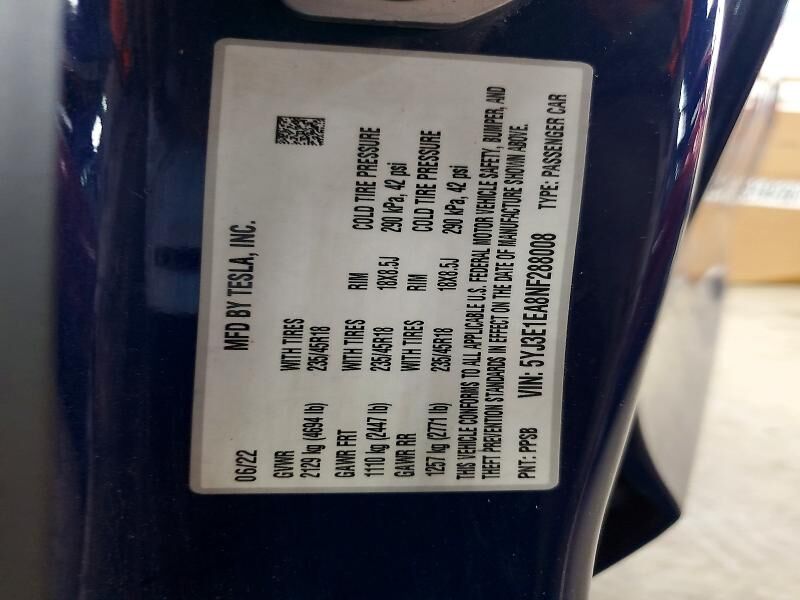 06/22 MFD BY TESLA, INC.
GVWR WITH TIRES
2129 kg (4694 lb) 235/45R18
GAWR FRT WITH TIRES RIM COLD TIRE PRESSURE
1110 kg (2447 lb) 235/45R18 18X8.5J 290 kPa, 42 psi
GAWR RR WITH TIRES RIM COLD TIRE PRESSURE
1257 kg (2771 lb) 235/45R18 18X8.5J 290 kPa, 42 psi
THIS VEHICLE CONFORMS TO ALL APPLICABLE U.S. FEDERAL MOTOR VEHICLE SAFETY, BUMPER, AND
THEFT PREVENTION STANDARDS IN EFFECT ON THE DATE OF MANUFACTURE SHOWN ABOVE.
PNT: PPSB VIN: 5YJ3E1EA8NF288008 TYPE: PASSENGER CAR